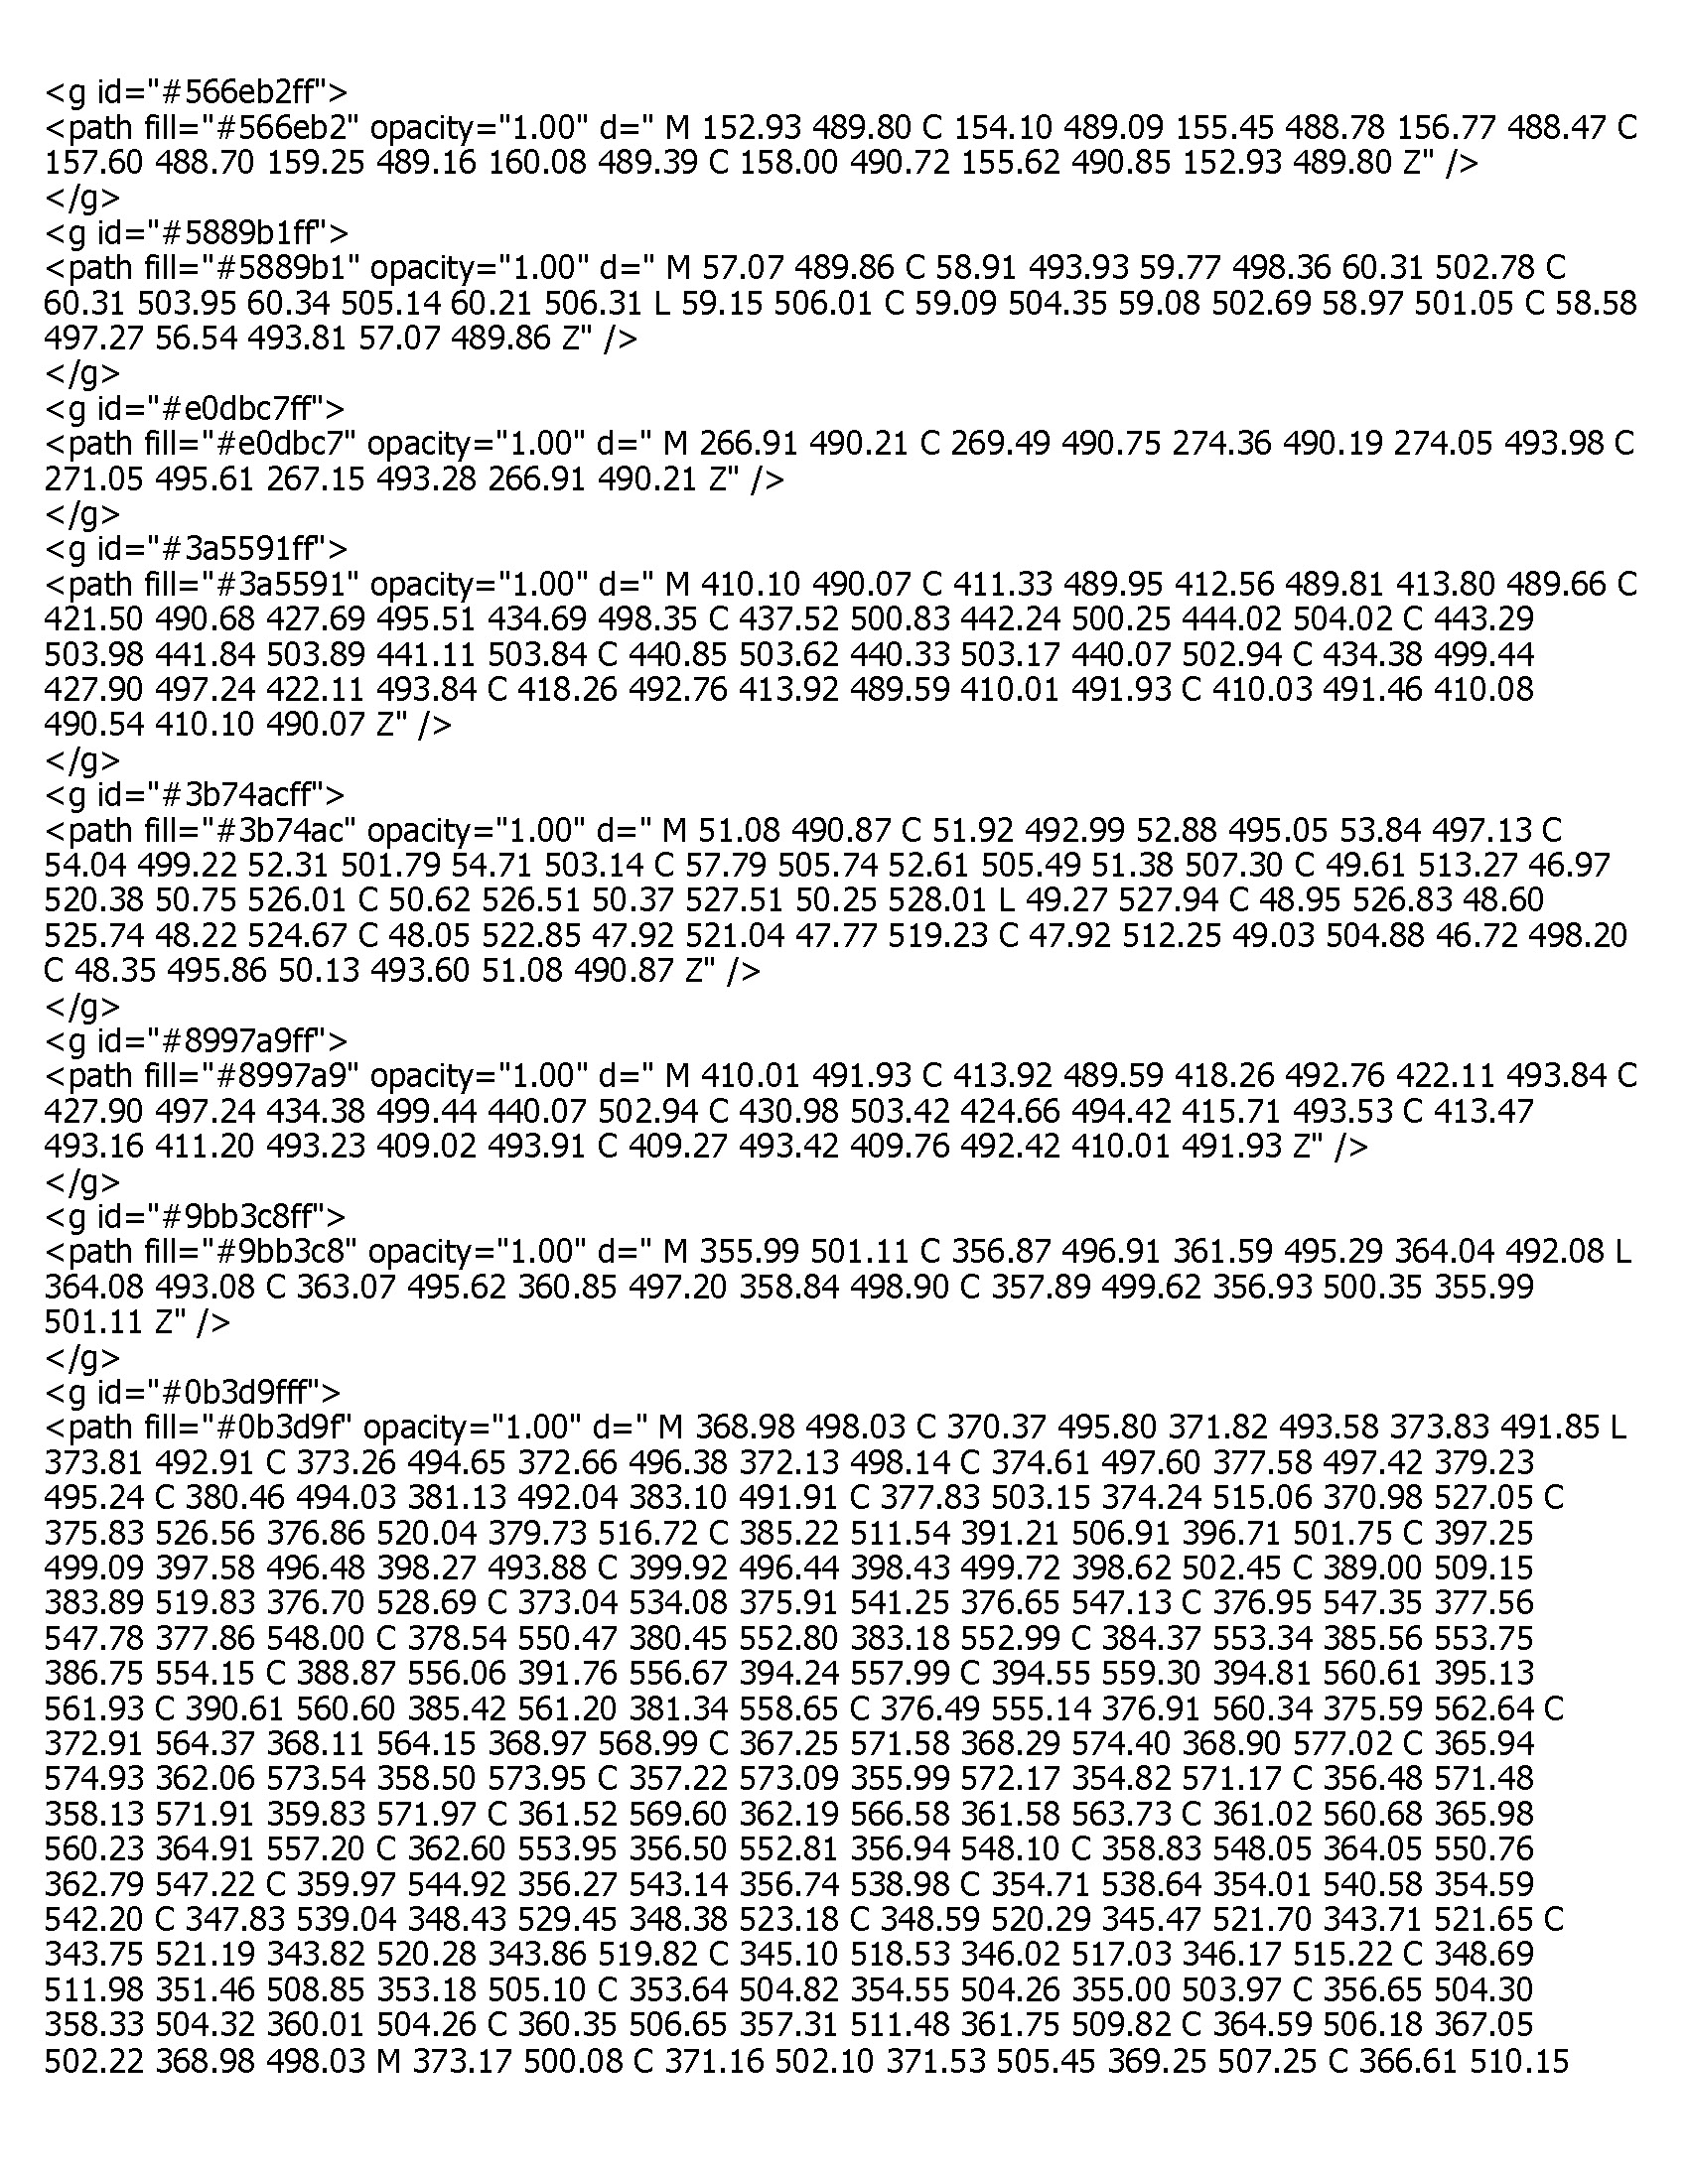 <g id="#566eb2ff">
<path fill="#566eb2" opacity="1.00" d=" M 152.93 489.80 C 154.10 489.09 155.45 488.78 156.77 488.47 C
157.60 488.70 159.25 489.16 160.08 489.39 C 158.00 490.72 155.62 490.85 152.93 489.80 Z" />
</g>
<g id="#5889b1ff">
<path fill="#5889b1" opacity="1.00" d=" M 57.07 489.86 C 58.91 493.93 59.77 498.36 60.31 502.78 C
60.31 503.95 60.34 505.14 60.21 506.31 L 59.15 506.01 C 59.09 504.35 59.08 502.69 58.97 501.05 C 58.58
497.27 56.54 493.81 57.07 489.86 Z" />
</g>
<g id="#e0dbc7ff">
<path fill="#e0dbc7" opacity="1.00" d=" M 266.91 490.21 C 269.49 490.75 274.36 490.19 274.05 493.98 C
271.05 495.61 267.15 493.28 266.91 490.21 Z" />
</g>
<g id="#3a5591ff">
<path fill="#3a5591" opacity="1.00" d=" M 410.10 490.07 C 411.33 489.95 412.56 489.81 413.80 489.66 C
421.50 490.68 427.69 495.51 434.69 498.35 C 437.52 500.83 442.24 500.25 444.02 504.02 C 443.29
503.98 441.84 503.89 441.11 503.84 C 440.85 503.62 440.33 503.17 440.07 502.94 C 434.38 499.44
427.90 497.24 422.11 493.84 C 418.26 492.76 413.92 489.59 410.01 491.93 C 410.03 491.46 410.08
490.54 410.10 490.07 Z" />
</g>
<g id="#3b74acff">
<path fill="#3b74ac" opacity="1.00" d=" M 51.08 490.87 C 51.92 492.99 52.88 495.05 53.84 497.13 C
54.04 499.22 52.31 501.79 54.71 503.14 C 57.79 505.74 52.61 505.49 51.38 507.30 C 49.61 513.27 46.97
520.38 50.75 526.01 C 50.62 526.51 50.37 527.51 50.25 528.01 L 49.27 527.94 C 48.95 526.83 48.60
525.74 48.22 524.67 C 48.05 522.85 47.92 521.04 47.77 519.23 C 47.92 512.25 49.03 504.88 46.72 498.20
C 48.35 495.86 50.13 493.60 51.08 490.87 Z" />
</g>
<g id="#8997a9ff">
<path fill="#8997a9" opacity="1.00" d=" M 410.01 491.93 C 413.92 489.59 418.26 492.76 422.11 493.84 C
427.90 497.24 434.38 499.44 440.07 502.94 C 430.98 503.42 424.66 494.42 415.71 493.53 C 413.47
493.16 411.20 493.23 409.02 493.91 C 409.27 493.42 409.76 492.42 410.01 491.93 Z" />
</g>
<g id="#9bb3c8ff">
<path fill="#9bb3c8" opacity="1.00" d=" M 355.99 501.11 C 356.87 496.91 361.59 495.29 364.04 492.08 L
364.08 493.08 C 363.07 495.62 360.85 497.20 358.84 498.90 C 357.89 499.62 356.93 500.35 355.99
501.11 Z" />
</g>
<g id="#0b3d9fff">
<path fill="#0b3d9f" opacity="1.00" d=" M 368.98 498.03 C 370.37 495.80 371.82 493.58 373.83 491.85 L
373.81 492.91 C 373.26 494.65 372.66 496.38 372.13 498.14 C 374.61 497.60 377.58 497.42 379.23
495.24 C 380.46 494.03 381.13 492.04 383.10 491.91 C 377.83 503.15 374.24 515.06 370.98 527.05 C
375.83 526.56 376.86 520.04 379.73 516.72 C 385.22 511.54 391.21 506.91 396.71 501.75 C 397.25
499.09 397.58 496.48 398.27 493.88 C 399.92 496.44 398.43 499.72 398.62 502.45 C 389.00 509.15
383.89 519.83 376.70 528.69 C 373.04 534.08 375.91 541.25 376.65 547.13 C 376.95 547.35 377.56
547.78 377.86 548.00 C 378.54 550.47 380.45 552.80 383.18 552.99 C 384.37 553.34 385.56 553.75
386.75 554.15 C 388.87 556.06 391.76 556.67 394.24 557.99 C 394.55 559.30 394.81 560.61 395.13
561.93 C 390.61 560.60 385.42 561.20 381.34 558.65 C 376.49 555.14 376.91 560.34 375.59 562.64 C
372.91 564.37 368.11 564.15 368.97 568.99 C 367.25 571.58 368.29 574.40 368.90 577.02 C 365.94
574.93 362.06 573.54 358.50 573.95 C 357.22 573.09 355.99 572.17 354.82 571.17 C 356.48 571.48
358.13 571.91 359.83 571.97 C 361.52 569.60 362.19 566.58 361.58 563.73 C 361.02 560.68 365.98
560.23 364.91 557.20 C 362.60 553.95 356.50 552.81 356.94 548.10 C 358.83 548.05 364.05 550.76
362.79 547.22 C 359.97 544.92 356.27 543.14 356.74 538.98 C 354.71 538.64 354.01 540.58 354.59
542.20 C 347.83 539.04 348.43 529.45 348.38 523.18 C 348.59 520.29 345.47 521.70 343.71 521.65 C
343.75 521.19 343.82 520.28 343.86 519.82 C 345.10 518.53 346.02 517.03 346.17 515.22 C 348.69
511.98 351.46 508.85 353.18 505.10 C 353.64 504.82 354.55 504.26 355.00 503.97 C 356.65 504.30
358.33 504.32 360.01 504.26 C 360.35 506.65 357.31 511.48 361.75 509.82 C 364.59 506.18 367.05
502.22 368.98 498.03 M 373.17 500.08 C 371.16 502.10 371.53 505.45 369.25 507.25 C 366.61 510.15